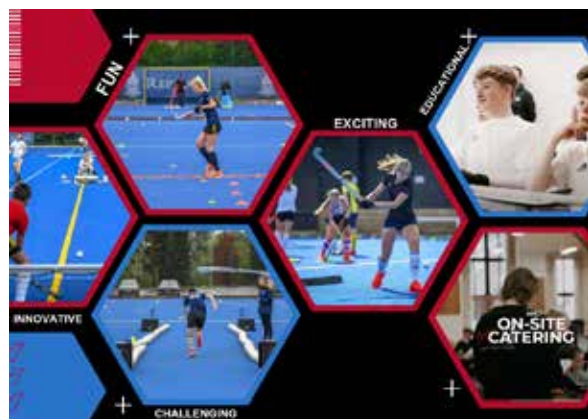 FUN
EXCITING
EDUCATIONAL
INNOVATIVE
CHALLENGING
ON-SITE
CATERING